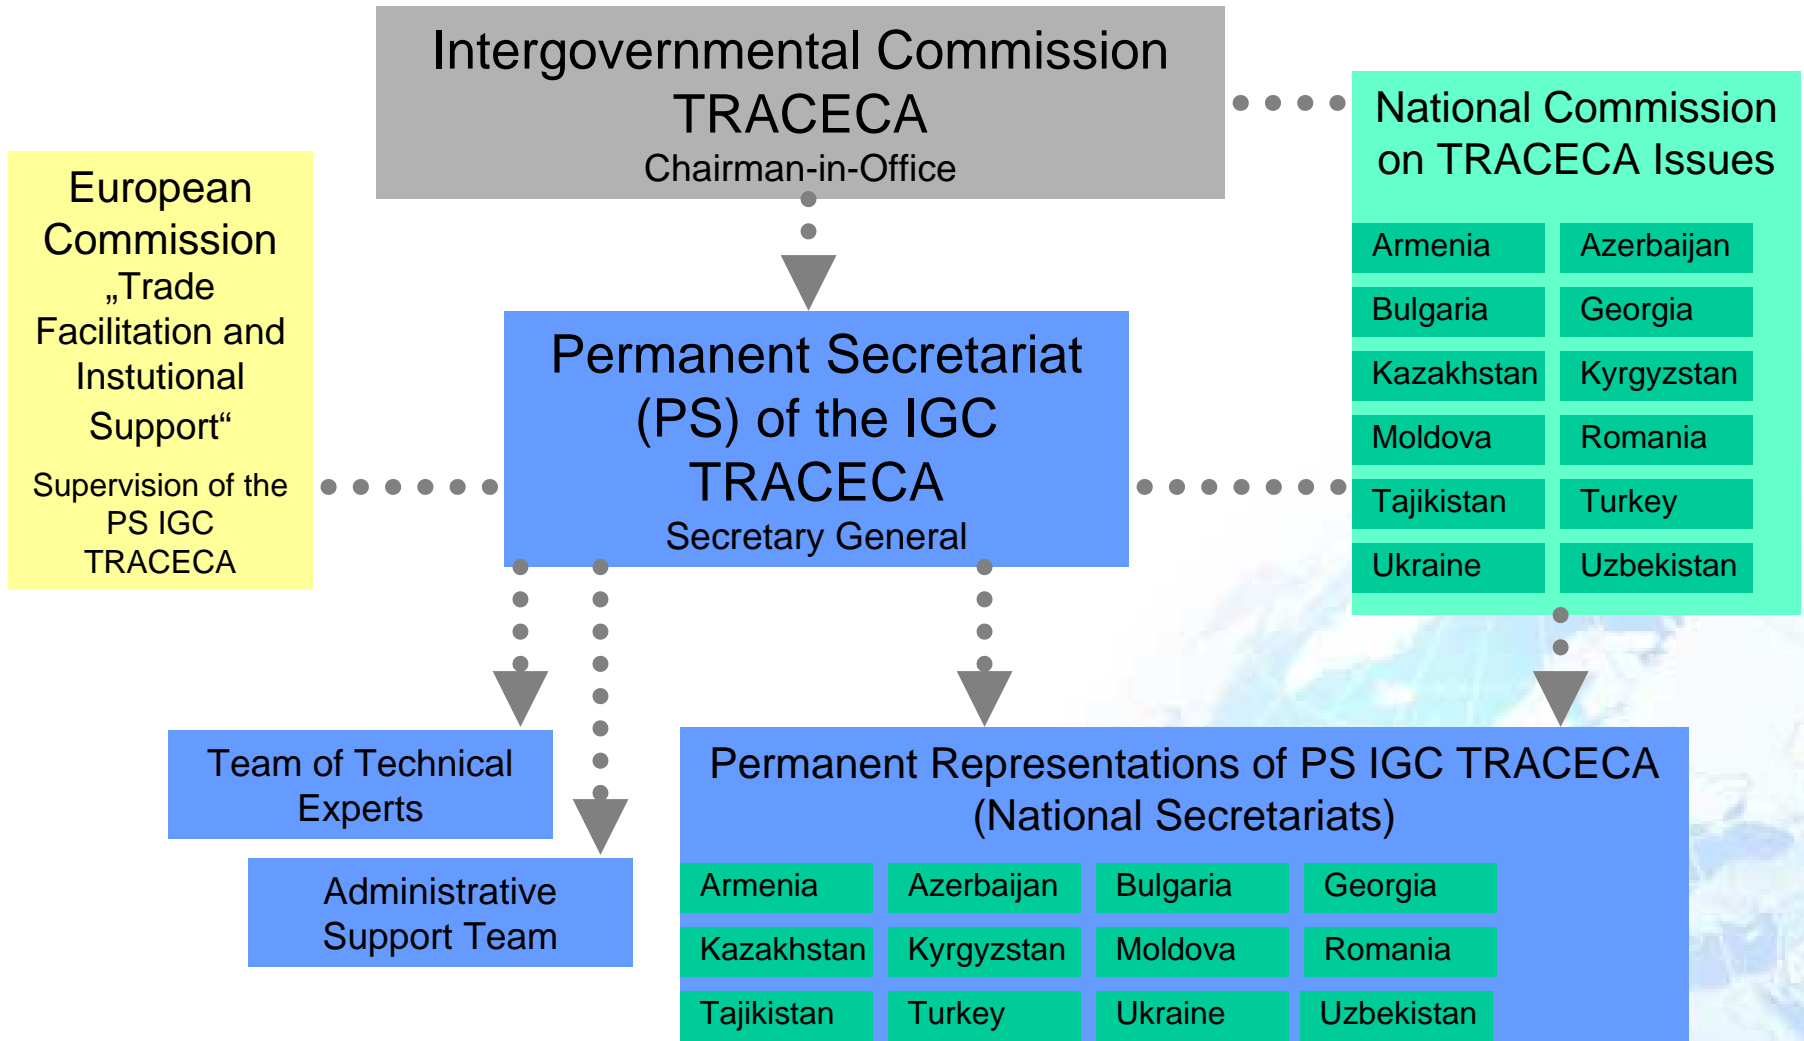 Intergovernmental Commission
TRACECA
Chairman-in-Office
European
Commission
„Trade
Facilitation and
Instutional
Support“
Supervision of the
PS IGC
TRACECA
Permanent Secretariat
(PS) of the IGC
TRACECA
Secretary General
National Commission
on TRACECA Issues
Armenia
Azerbaijan
Bulgaria
Georgia
Kazakhstan
Kyrgyzstan
Moldova
Romania
Tajikistan
Turkey
Ukraine
Uzbekistan
Team of Technical
Experts
Administrative
Support Team
Permanent Representations of PS IGC TRACECA
(National Secretariats)
Armenia
Azerbaijan
Bulgaria
Georgia
Kazakhstan
Kyrgyzstan
Moldova
Romania
Tajikistan
Turkey
Ukraine
Uzbekistan